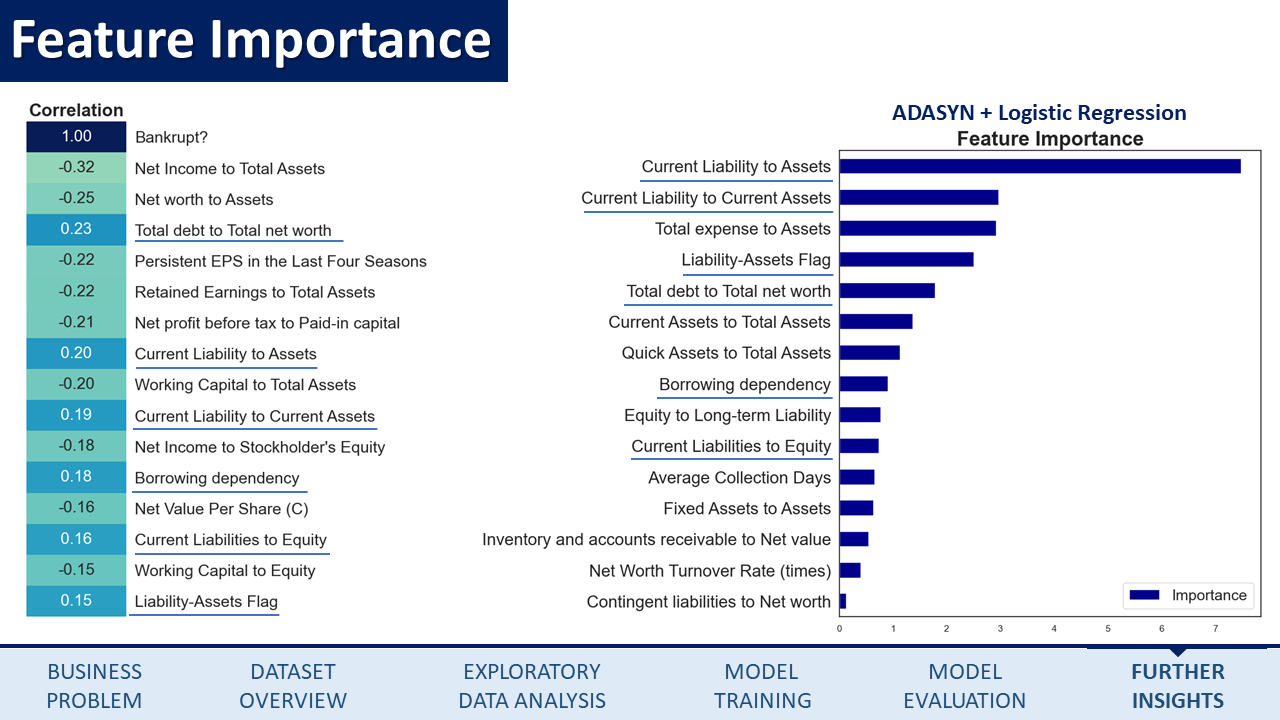 Feature Importance
Correlation
1.00 Bankrupt?
-0.32 Net Income to Total Assets
-0.25 Net worth to Assets
0.23 Total debt to Total net worth
-0.22 Persistent EPS in the Last Four Seasons
-0.22 Retained Earnings to Total Assets
-0.21 Net profit before tax to Paid-in capital
0.20 Current Liability to Assets
-0.20 Working Capital to Total Assets
0.19 Current Liability to Current Assets
-0.18 Net Income to Stockholder's Equity
0.18 Borrowing dependency
-0.16 Net Value Per Share (C)
0.16 Current Liabilities to Equity
-0.15 Working Capital to Equity
0.15 Liability-Assets Flag
ADASYN + Logistic Regression
Feature Importance
Current Liability to Assets
Current Liability to Current Assets
Total expense to Assets
Liability-Assets Flag
Total debt to Total net worth
Current Assets to Total Assets
Quick Assets to Total Assets
Borrowing dependency
Equity to Long-term Liability
Current Liabilities to Equity
Average Collection Days
Fixed Assets to Assets
Inventory and accounts receivable to Net value
Net Worth Turnover Rate (times)
Contingent liabilities to Net worth
Importance
0 1 2 3 4 5 6 7
BUSINESS
PROBLEM
DATASET
OVERVIEW
EXPLORATORY
DATA ANALYSIS
MODEL
TRAINING
MODEL
EVALUATION
FURTHER
INSIGHTS